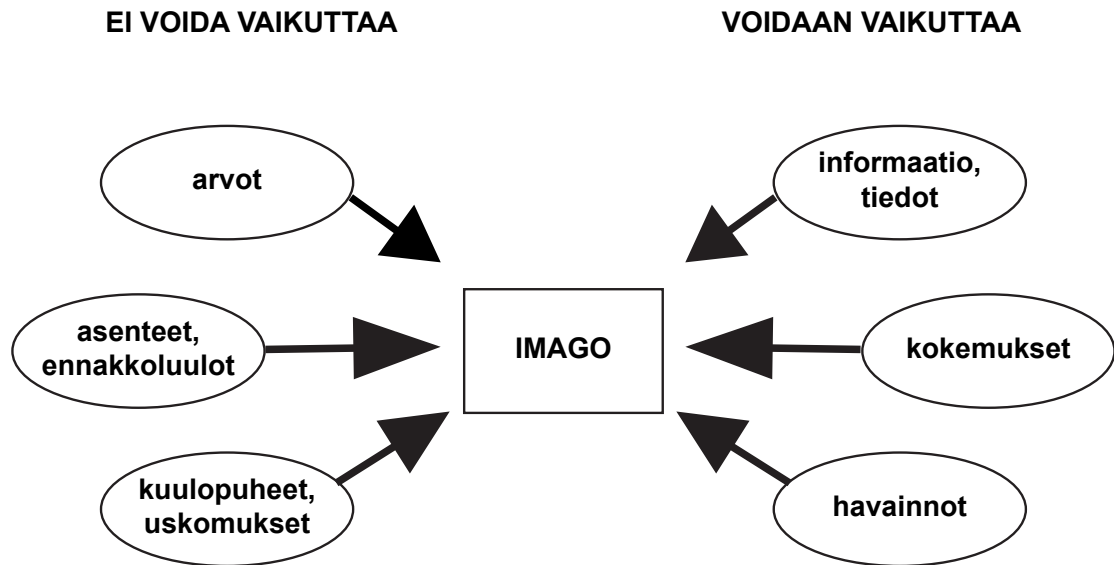 EI VOIDA VAIKUTTAA
VOIDAAN VAIKUTTAA
arvot
informaatio,
tiedot
asenteet,
ennakkoluulot
IMAGO
kokemukset
kuulopuheet,
uskomukset
havainnot